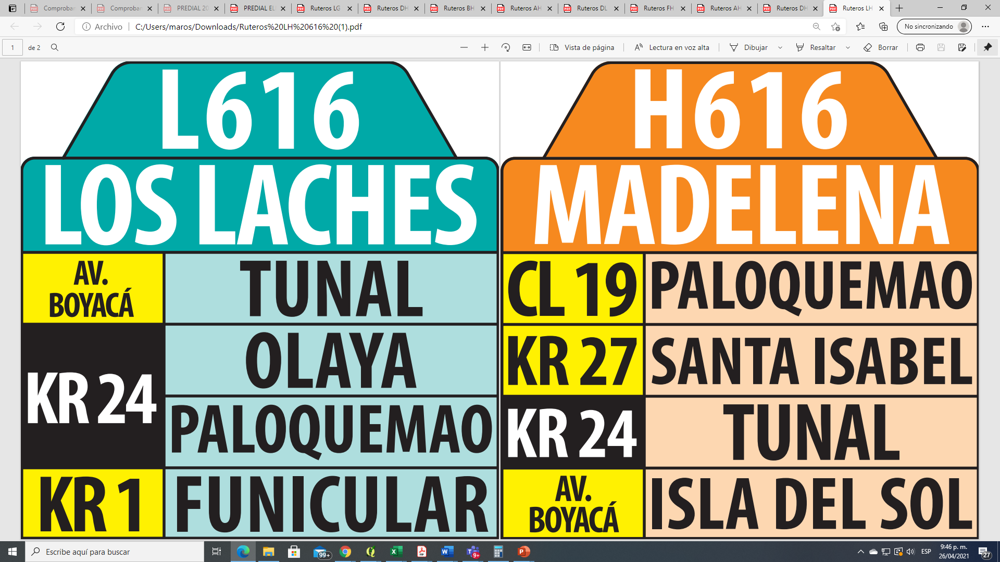 Comprobar
Comprobar
PREDIAL 20
PREDIAL EL
Ruteros LG
Ruteros DH
Ruteros BH
Ruteros AH
Ruteros DL
Ruteros FH
Ruteros AH
Ruteros DH
Ruteros LH
Archivo
C:/Users/maros/Downloads/Ruteros%20LH%20616%20(1).pdf
No sincronizando
1 de 2
Vista de página
Lectura en voz alta
Dibujar
Resaltar
Borrar
L616
LOS LACHES
AV. BOYACÁ
TUNAL
KR 24
OLAYA
PALOQUEMAO
KR 1
FUNICULAR
H616
MADELENA
CL 19
PALOQUEMAO
KR 27
SANTA ISABEL
KR 24
TUNAL
AV. BOYACÁ
ISLA DEL SOL
Escribe aquí para buscar
99+
9+
ESP
9:46 p. m.
26/04/2021
27